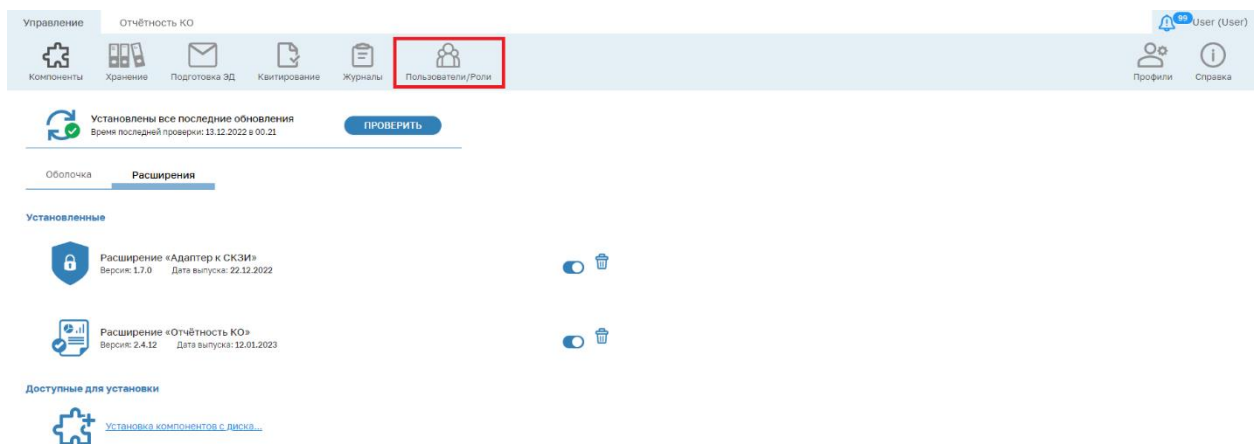 Управление Отчётность КО 99 User (User)
Компоненты Хранение Подготовка ЭД Квитирование Журналы Пользователи/Роли Профили Справка
Установлены все последние обновления
Время последней проверки: 13.12.2022 в 00.21
ПРОВЕРИТЬ
Оболочка Расширения
Установленные
Расширение «Адаптер к СКЗИ»
Версия: 1.7.0 Дата выпуска: 22.12.2022
Расширение «Отчётность КО»
Версия: 2.4.12 Дата выпуска: 12.01.2023
Доступные для установки
Установка компонентов с диска...